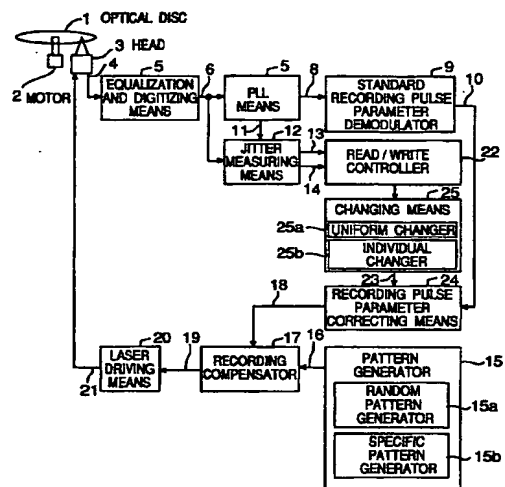 1 OPTICAL DISC
3 HEAD
4
2 MOTOR
5
EQUALIZATION
AND DIGITIZING
MEANS
6
5
PLL
MEANS
8
9
STANDARD
RECORDING PULSE
PARAMETER
DEMODULATOR
10
11
12
JITTER
MEASURING
MEANS
13
14
READ/WRITE
CONTROLLER
22
25
CHANGING MEANS
25a
UNIFORM CHANGER
25b
INDIVIDUAL
CHANGER
23
24
RECORDING PULSE
PARAMETER
CORRECTING MEANS
18
20
LASER
DRIVING
MEANS
21
19
17
RECORDING
COMPENSATOR
16
PATTERN
GENERATOR
15
RANDOM
PATTERN
GENERATOR
15a
SPECIFIC
PATTERN
GENERATOR
15b